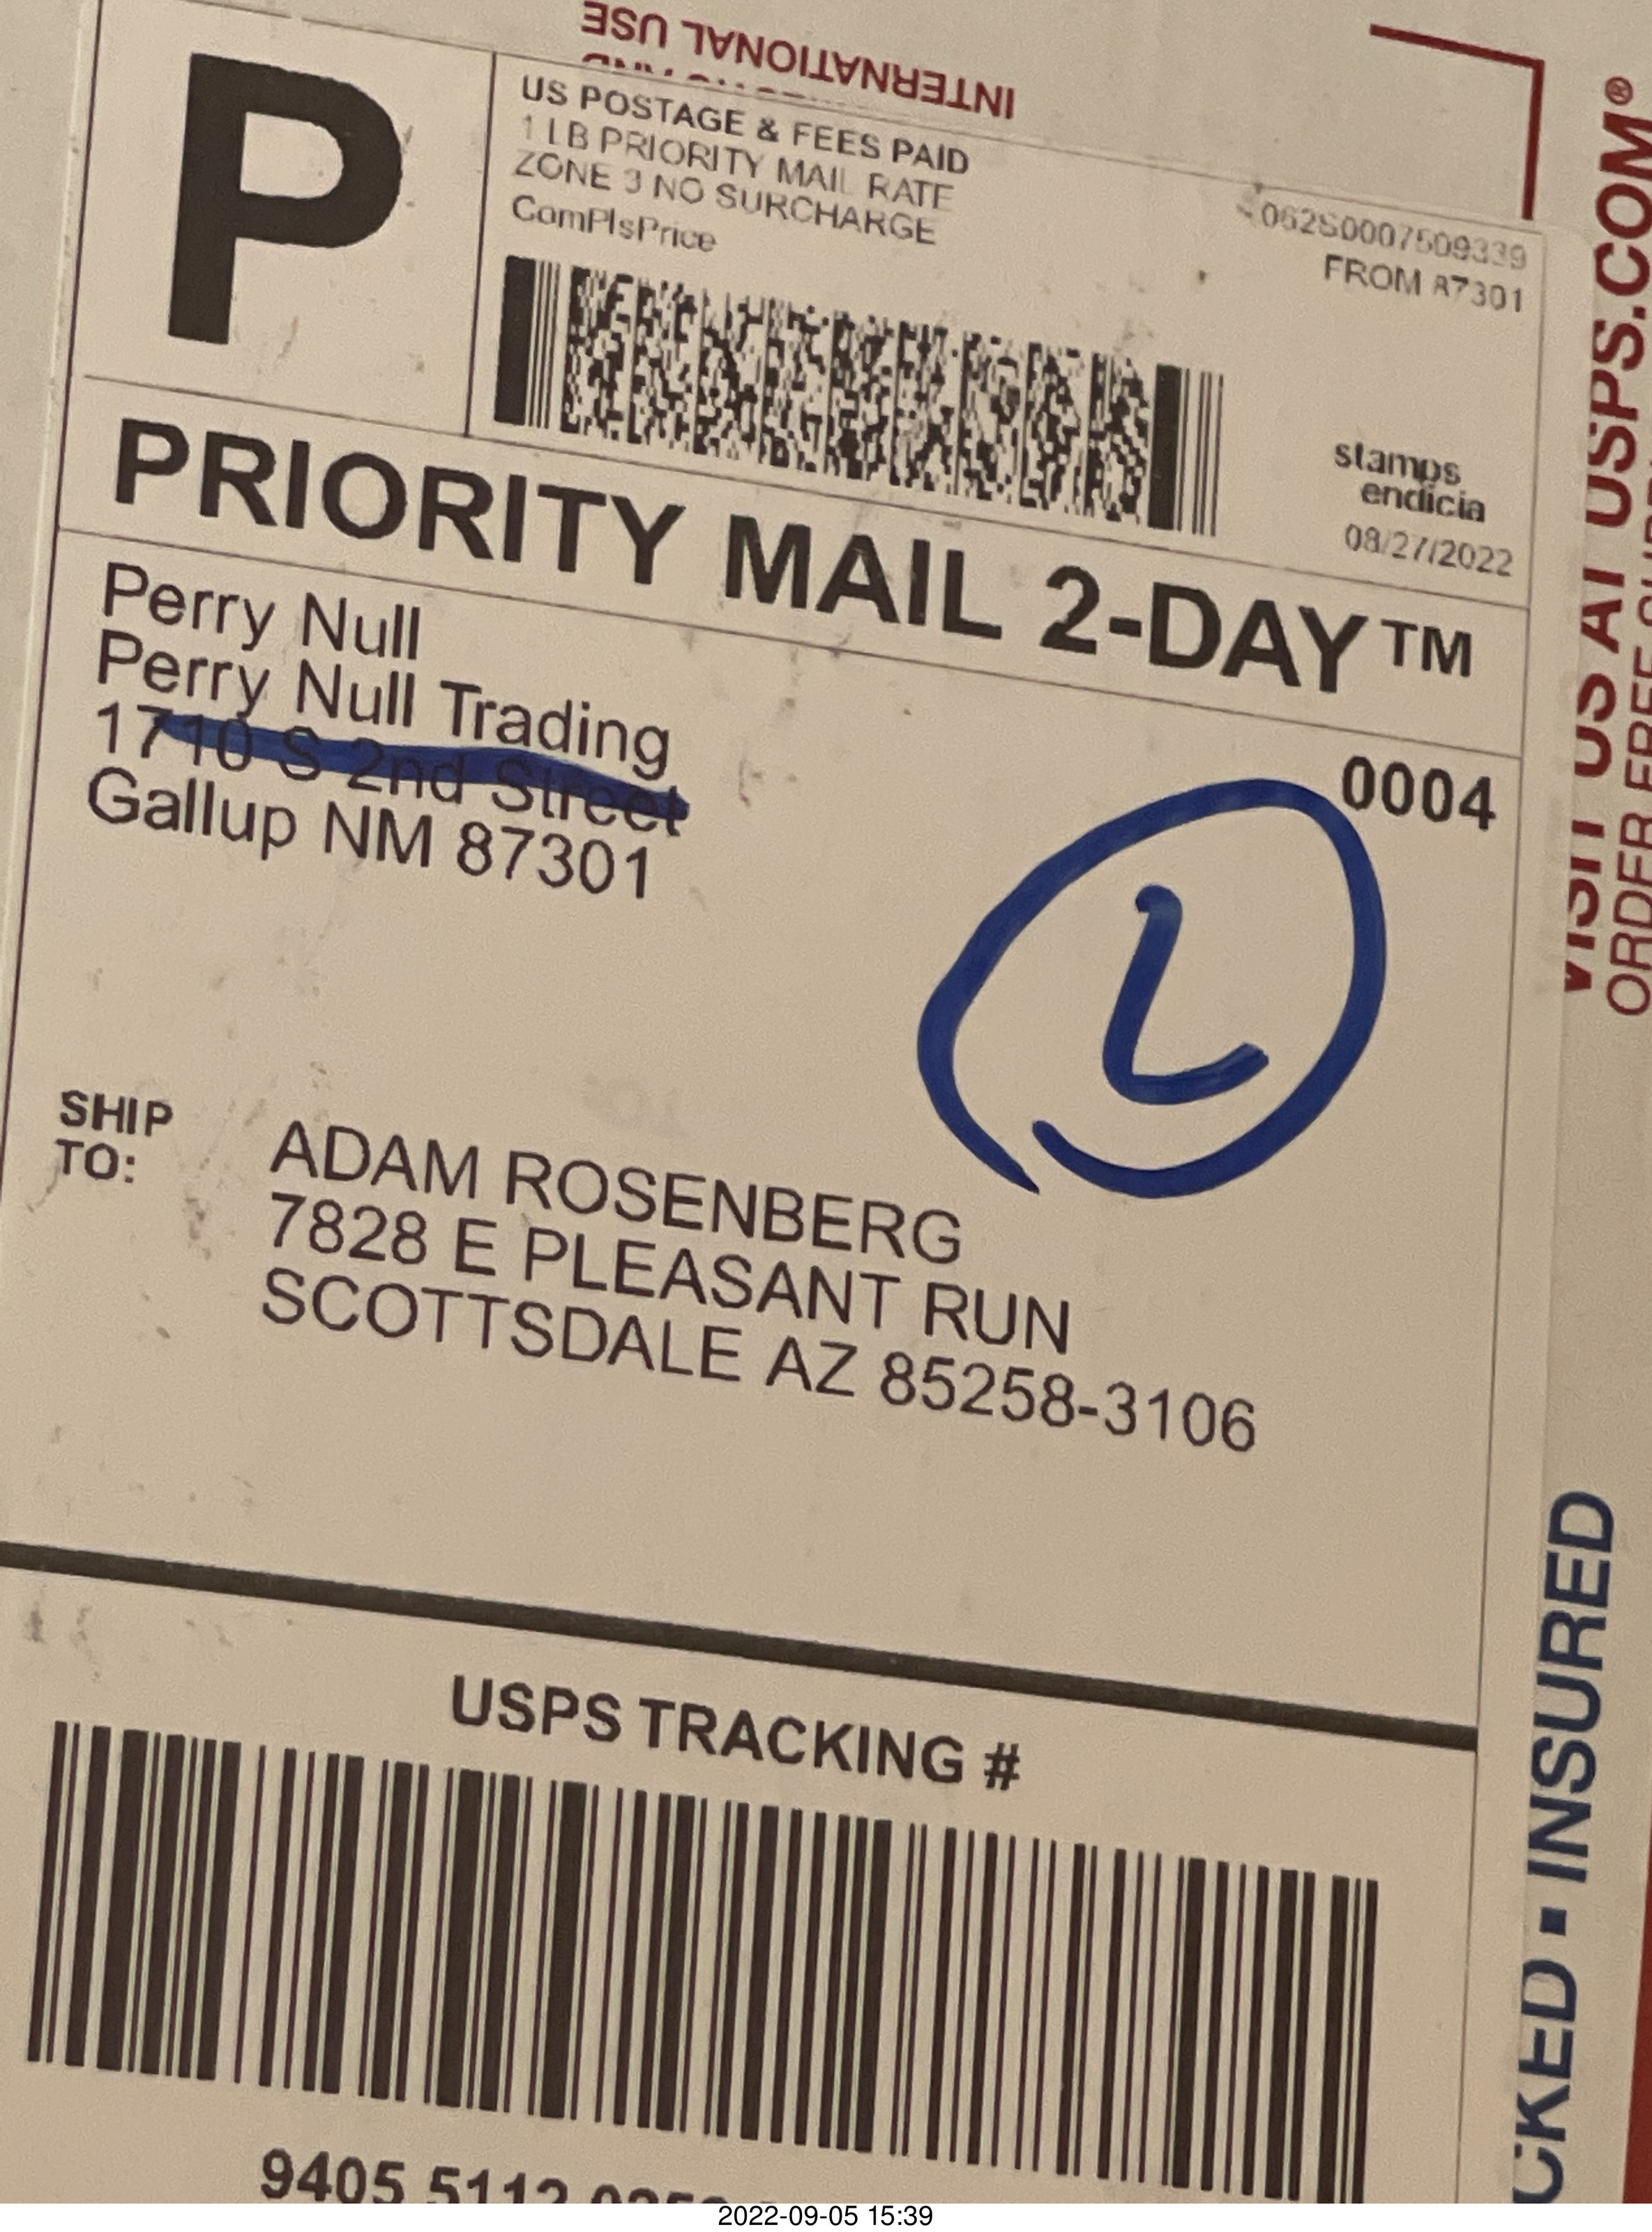 INTERNATIONAL USE
P
US POSTAGE & FEES PAID
1 LB PRIORITY MAIL RATE
ZONE 3 NO SURCHARGE
ComPlsPrice
062S0007509339
FROM 87301
stamps
endicia
08/27/2022
PRIORITY MAIL 2-DAY™
Perry Null
Perry Null Trading
1710 S 2nd Street
Gallup NM 87301
0004
L
SHIP
TO:
ADAM ROSENBERG
7828 E PLEASANT RUN
SCOTTSDALE AZ 85258-3106
USPS TRACKING #
9405 5112
VISIT US AT USPS.COM®
ORDER FREE
CKED ▪ INSURED
2022-09-05 15:39